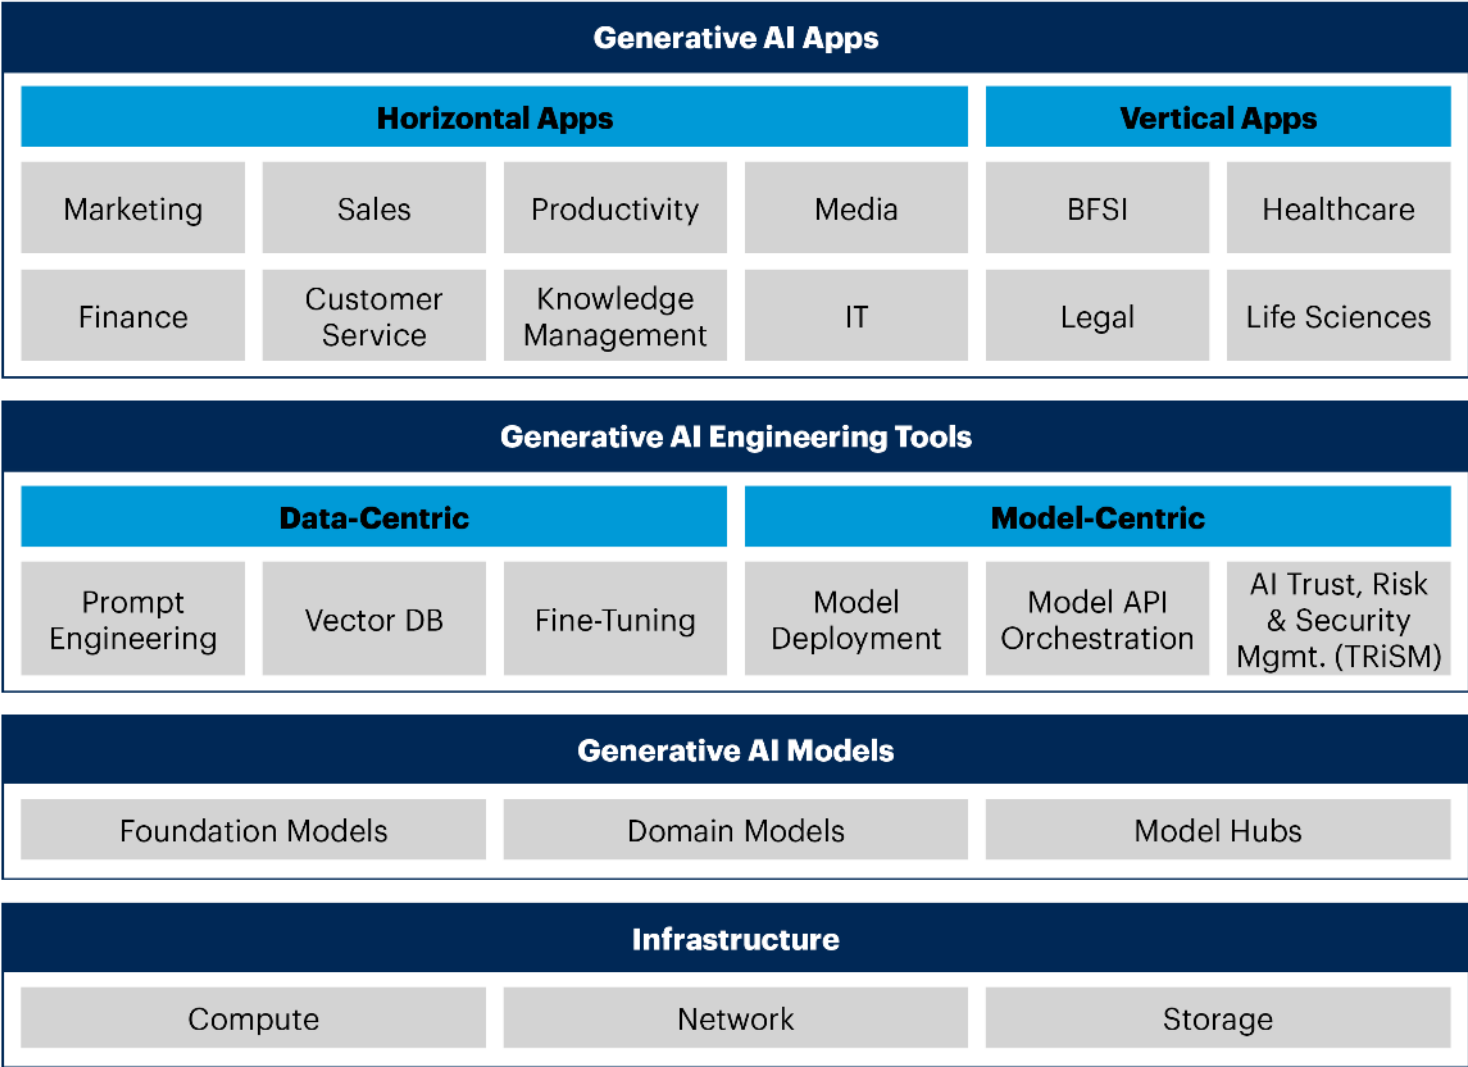 Generative AI Apps
Horizontal Apps
Vertical Apps
Marketing
Sales
Productivity
Media
BFSI
Healthcare
Finance
Customer
Service
Knowledge
Management
IT
Legal
Life Sciences
Generative AI Engineering Tools
Data-Centric
Model-Centric
Prompt
Engineering
Vector DB
Fine-Tuning
Model
Deployment
Model API
Orchestration
AI Trust, Risk
& Security
Mgmt. (TRiSM)
Generative AI Models
Foundation Models
Domain Models
Model Hubs
Infrastructure
Compute
Network
Storage